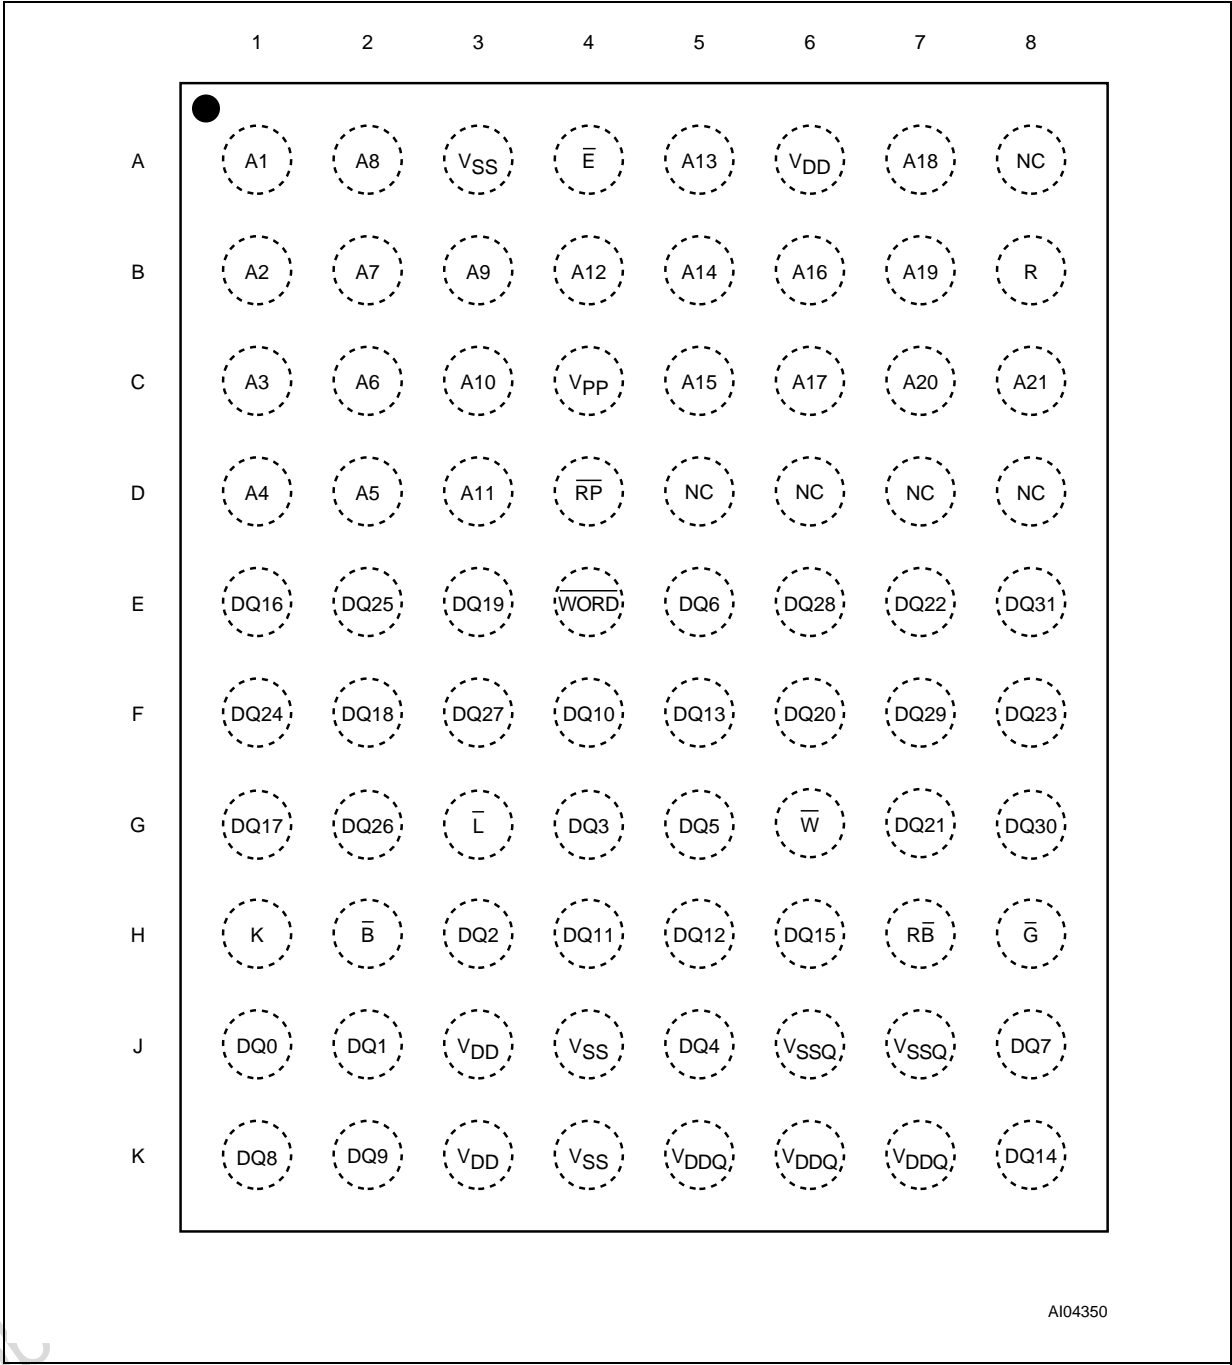 1 2 3 4 5 6 7 8
A A1 A8 VSS E̅ A13 VDD A18 NC
B A2 A7 A9 A12 A14 A16 A19 R
C A3 A6 A10 VPP A15 A17 A20 A21
D A4 A5 A11 R̅P̅ NC NC NC NC
E DQ16 DQ25 DQ19 W̅O̅R̅D̅ DQ6 DQ28 DQ22 DQ31
F DQ24 DQ18 DQ27 DQ10 DQ13 DQ20 DQ29 DQ23
G DQ17 DQ26 L̅ DQ3 DQ5 W̅ DQ21 DQ30
H K B̅ DQ2 DQ11 DQ12 DQ15 RB̅ G̅
J DQ0 DQ1 VDD VSS DQ4 VSSQ VSSQ DQ7
K DQ8 DQ9 VDD VSS VDDQ VDDQ VDDQ DQ14
AI04350